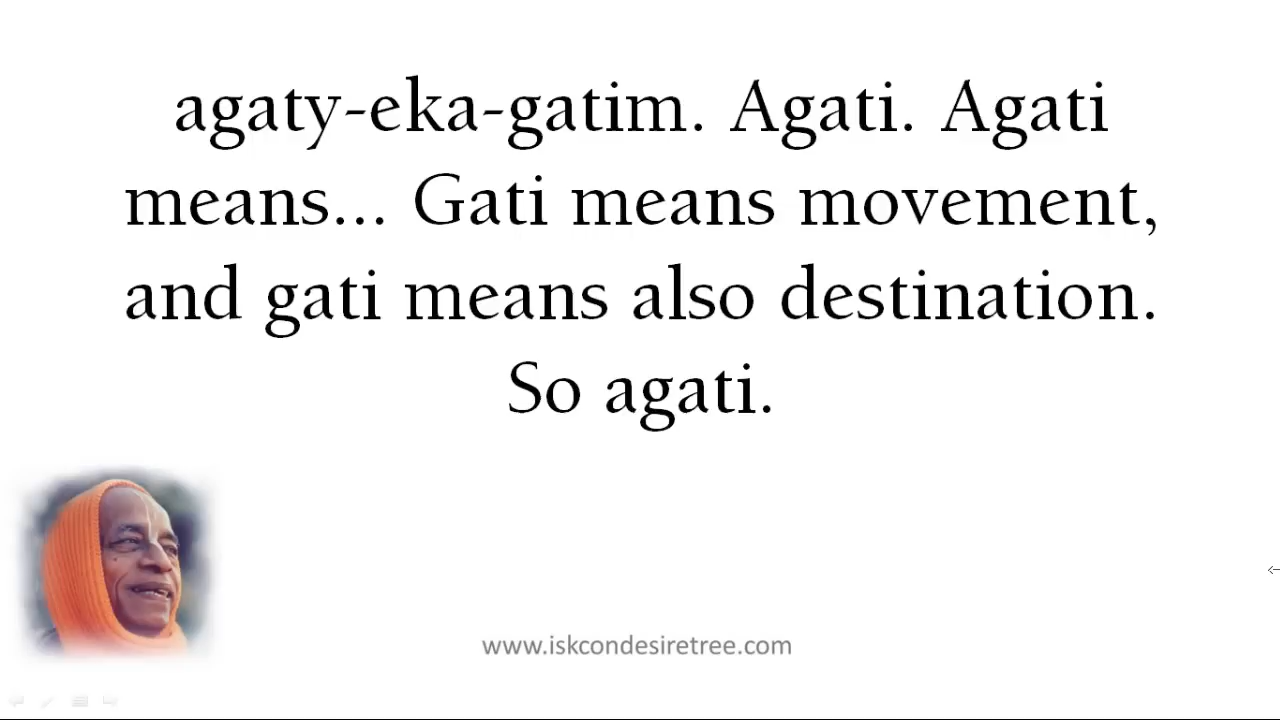 agaty-eka-gatim. Agati. Agati
means... Gati means movement,
and gati means also destination.
So agati.
www.iskcondesiretree.com